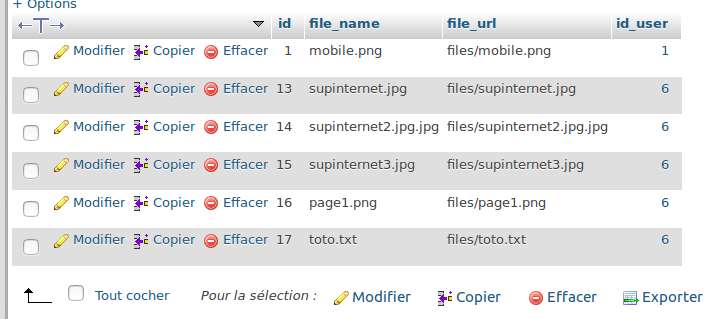 + Options
←T→ id file_name file_url id_user
Modifier Copier Effacer 1 mobile.png files/mobile.png 1
Modifier Copier Effacer 13 supinternet.jpg files/supinternet.jpg 6
Modifier Copier Effacer 14 supinternet2.jpg.jpg files/supinternet2.jpg.jpg 6
Modifier Copier Effacer 15 supinternet3.jpg files/supinternet3.jpg 6
Modifier Copier Effacer 16 page1.png files/page1.png 6
Modifier Copier Effacer 17 toto.txt files/toto.txt 6
Tout cocher Pour la sélection : Modifier Copier Effacer Exporter